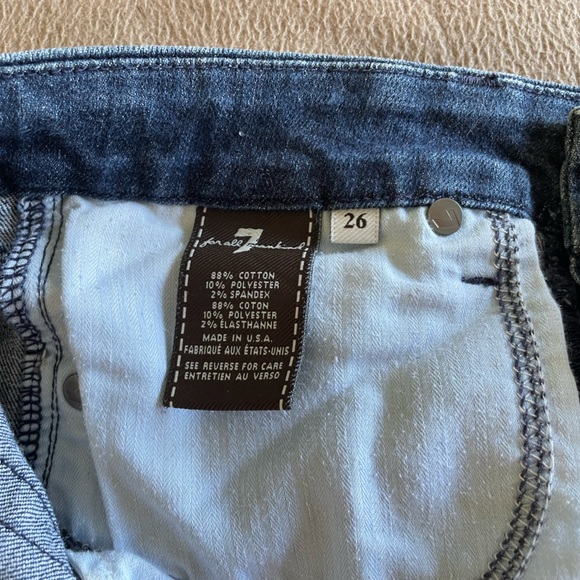 7
for all mankind
26
88% COTTON
10% POLYESTER
2% SPANDEX
88% COTON
10% POLYESTER
2% ÉLASTHANNE
MADE IN U.S.A.
FABRIQUÉ AUX ÉTATS-UNIS
SEE REVERSE FOR CARE
ENTRETIEN AU VERSO